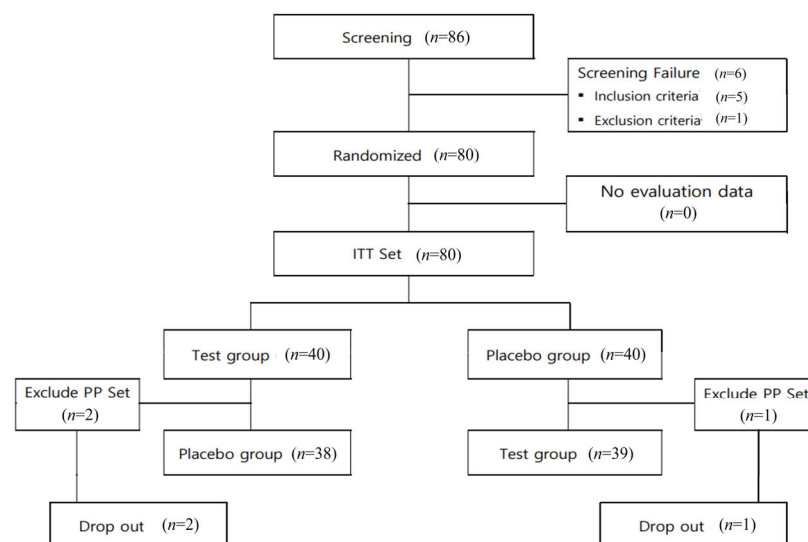 Screening (n=86)
Screening Failure (n=6)
▪ Inclusion criteria (n=5)
▪ Exclusion criteria (n=1)
Randomized (n=80)
No evaluation data
(n=0)
ITT Set (n=80)
Test group (n=40)
Placebo group (n=40)
Exclude PP Set
(n=2)
Exclude PP Set
(n=1)
Placebo group (n=38)
Test group (n=39)
Drop out (n=2)
Drop out (n=1)